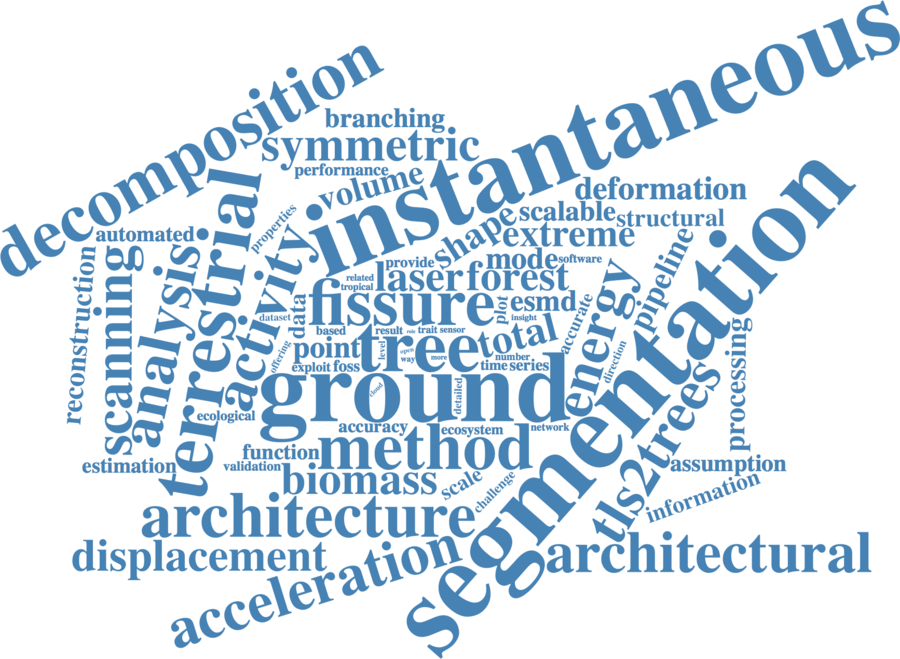 instantaneous
decomposition
branching
symmetric
performance
volume
deformation
scalable
structural
shape
extreme
properties
automated
terrestrial
activity
reconstruction
scanning
analysis
provide
mode
software
related
laser
forest
tropical
fissure
esmd
plot
insight
data
dataset
based
result
role
trait
sensor
total
accurate
energy
pipeline
segmentation
point
tree
level
open
way
more
number
offering
exploit
foss
time
series
direction
cloud
ground
detailed
ecological
accuracy
ecosystem
network
tls2trees
processing
function
method
estimation
validation
assumption
biomass
scale
challenge
information
architecture
displacement
acceleration
architectural